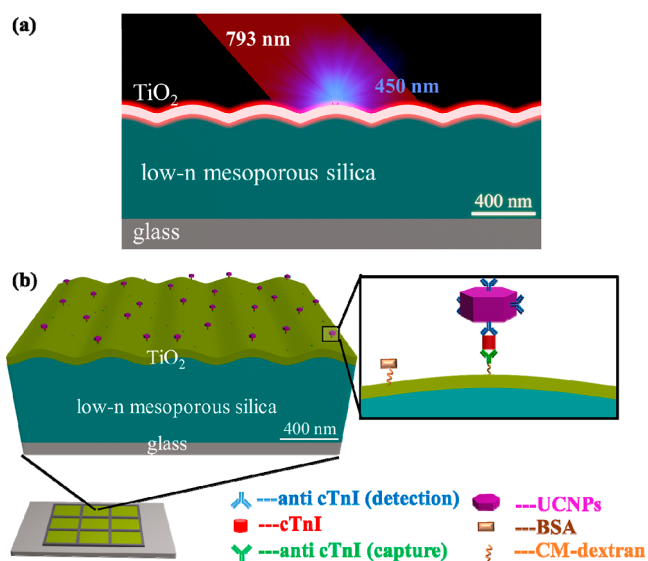 (a)
793 nm
450 nm
TiO2
low-n mesoporous silica
400 nm
glass
(b)
TiO2
low-n mesoporous silica
400 nm
glass
---anti cTnI (detection)
---UCNPs
---cTnI
---BSA
---anti cTnI (capture)
---CM-dextran